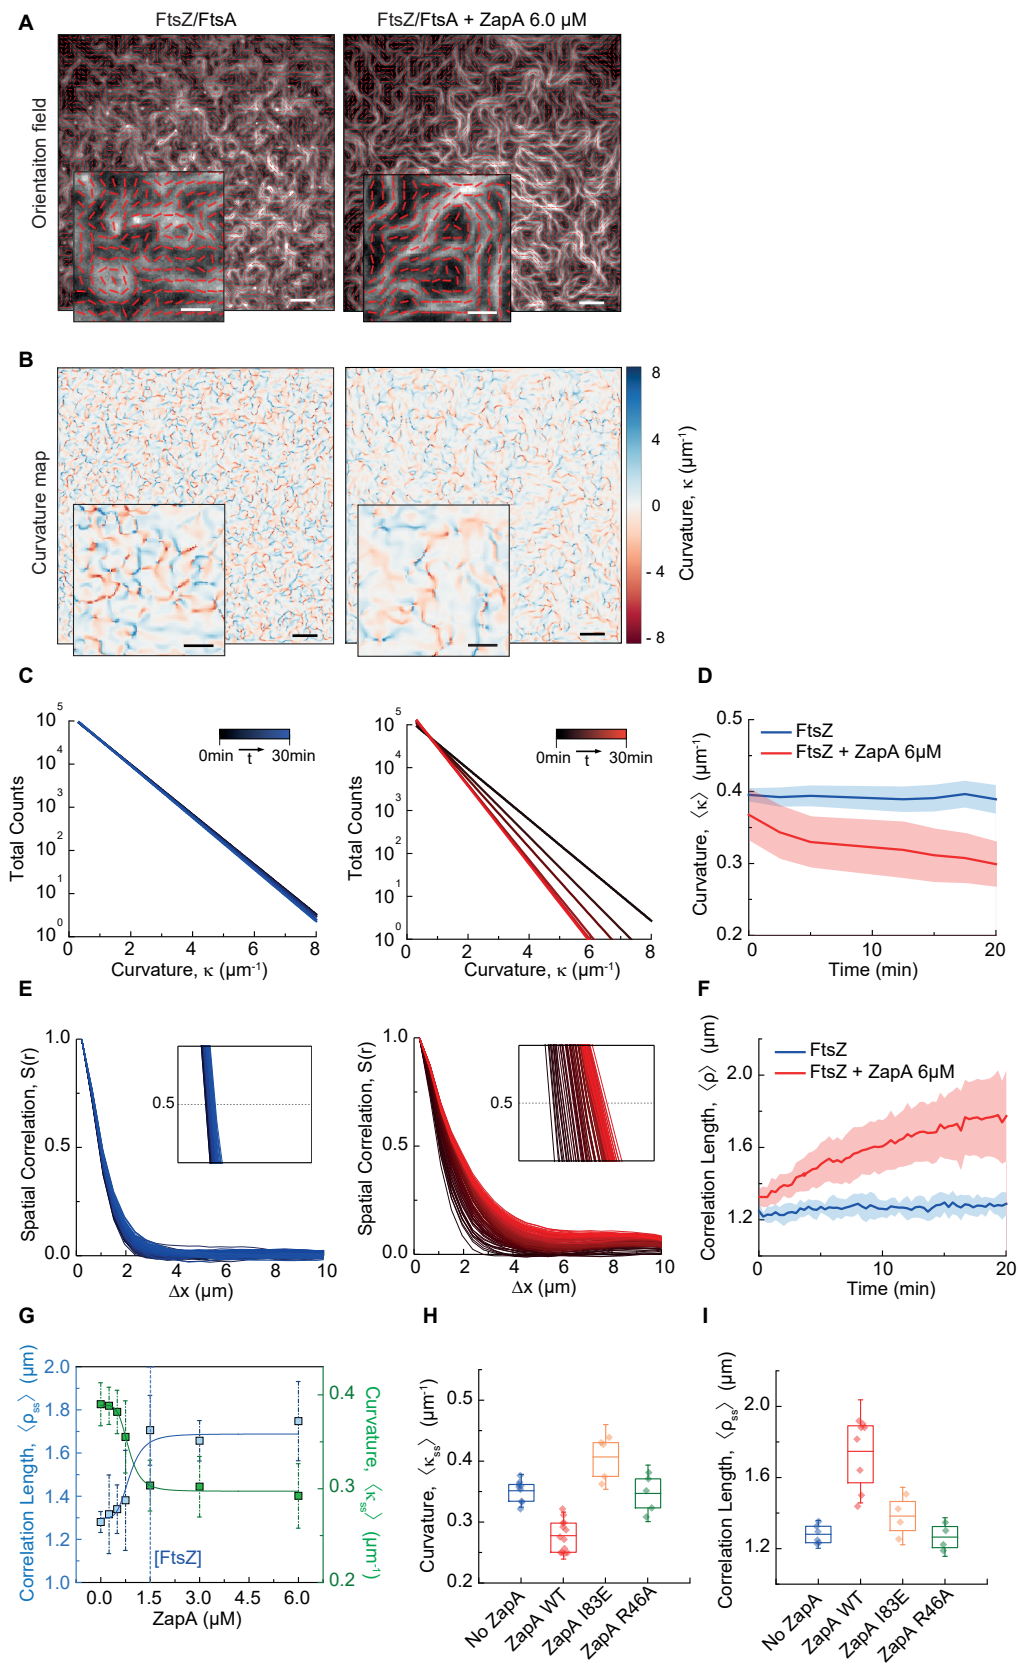 A
FtsZ/FtsA
FtsZ/FtsA + ZapA 6.0 µM
Orientaiton field
B
Curvature map
8
4
0
- 4
- 8
Curvature, κ (µm⁻¹)
C
10⁵
10⁴
10³
10²
10¹
10⁰
Total Counts
0min t 30min
0 2 4 6 8
Curvature, κ (µm⁻¹)
10⁵
10⁴
10³
10²
10¹
10⁰
Total Counts
0min t 30min
0 2 4 6 8
Curvature, κ (µm⁻¹)
D
0.5
0.4
0.3
0.2
Curvature, ⟨κ⟩ (µm⁻¹)
FtsZ
FtsZ + ZapA 6µM
0 10 20
Time (min)
E
1.0
0.5
0.0
Spatial Correlation, S(r)
0.5
0 2 4 6 8 10
Δx (µm)
1.0
0.5
0.0
Spatial Correlation, S(r)
0.5
0 2 4 6 8 10
Δx (µm)
F
2.0
1.6
1.2
Correlation Length, ⟨ρ⟩ (µm)
FtsZ
FtsZ + ZapA 6µM
0 10 20
Time (min)
G
2.0
1.8
1.6
1.4
1.2
1.0
Correlation Length, ⟨ρss⟩ (µm)
0.4
0.3
0.2
Curvature, ⟨κss⟩ (µm⁻¹)
[FtsZ]
0.0 1.5 3.0 4.5 6.0
ZapA (µM)
H
0.5
0.4
0.3
0.2
Curvature, ⟨κss⟩ (µm⁻¹)
No ZapA
ZapA WT
ZapA I83E
ZapA R46A
I
2.0
1.6
1.2
Correlation Length, ⟨ρss⟩ (µm)
No ZapA
ZapA WT
ZapA I83E
ZapA R46A